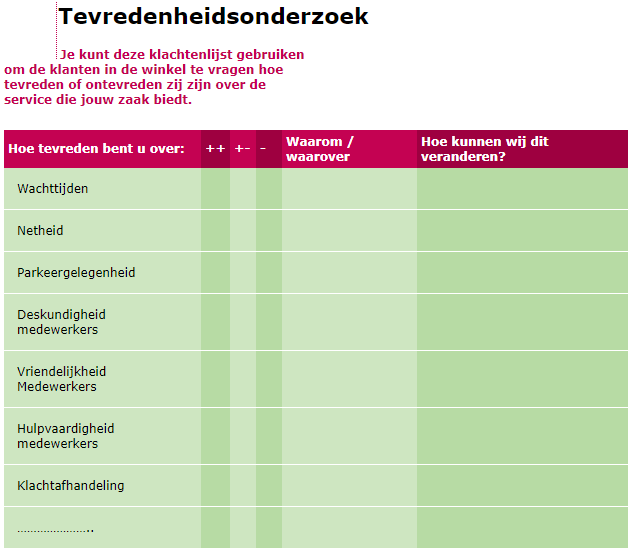 Tevredenheidsonderzoek
Je kunt deze klachtenlijst gebruiken
om de klanten in de winkel te vragen hoe
tevreden of ontevreden zij zijn over de
service die jouw zaak biedt.
Hoe tevreden bent u over: ++ +- - Waarom / Hoe kunnen wij dit
waarover veranderen?
Wachttijden
Netheid
Parkeergelegenheid
Deskundigheid
medewerkers
Vriendelijkheid
Medewerkers
Hulpvaardigheid
medewerkers
Klachtafhandeling
…………………..